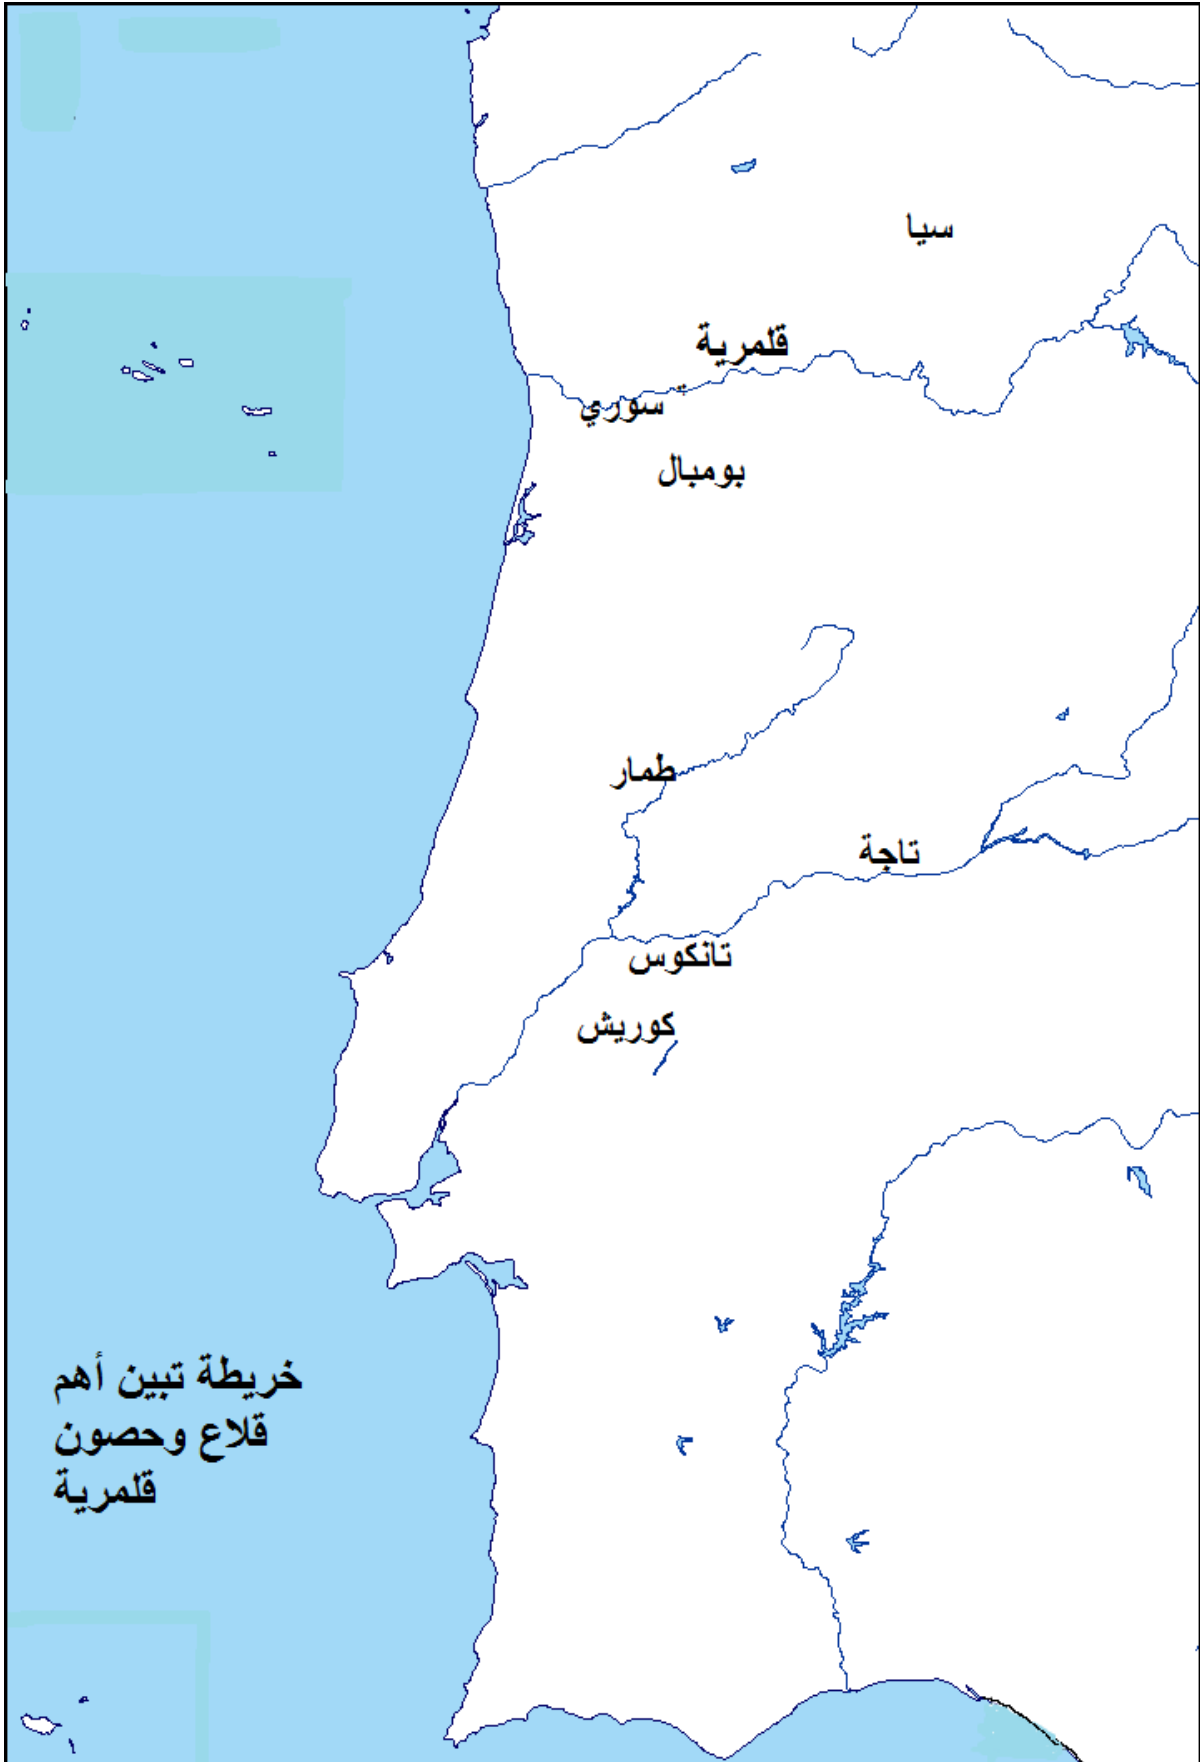 سيا
قلمرية
سوري
بومبال
طمار
تاجة
تانكوس
كوريش
خريطة تبين أهم
قلاع وحصون
قلمرية